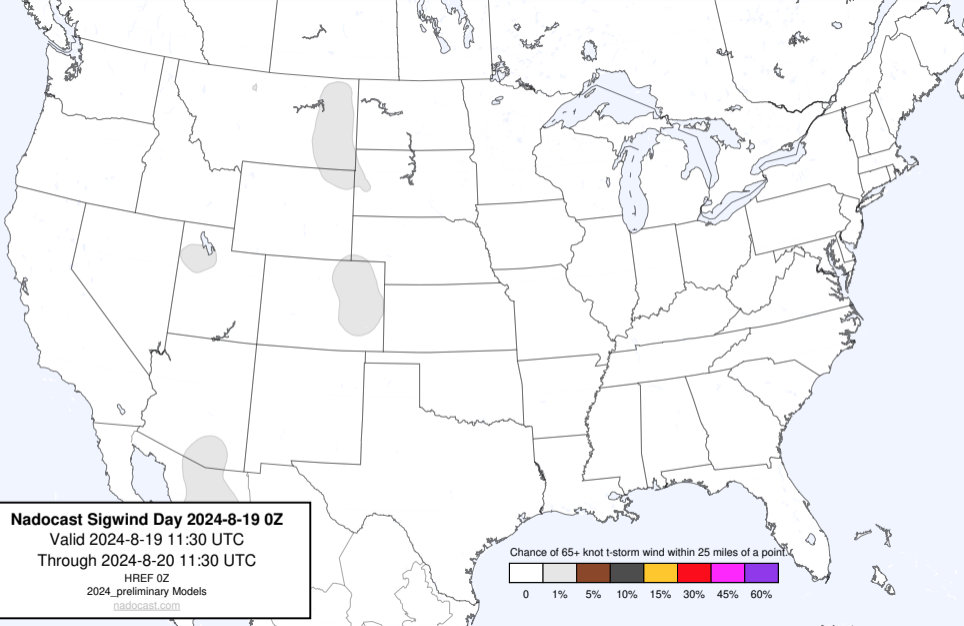 Nadocast Sigwind Day 2024-8-19 0Z
Valid 2024-8-19 11:30 UTC
Through 2024-8-20 11:30 UTC
HREF 0Z
2024_preliminary Models
nadocast.com
Chance of 65+ knot t-storm wind within 25 miles of a point.
0 1% 5% 10% 15% 30% 45% 60%